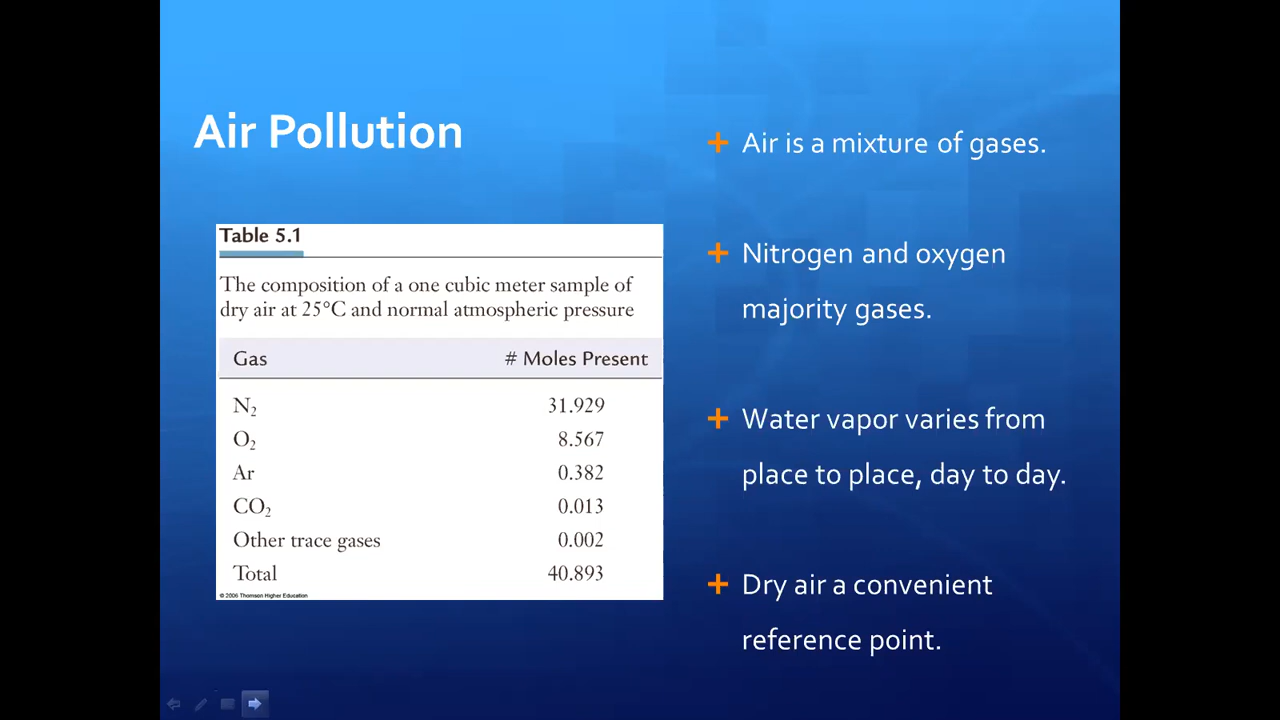 Air Pollution
Table 5.1
The composition of a one cubic meter sample of
dry air at 25°C and normal atmospheric pressure
Gas # Moles Present
N₂ 31.929
O₂ 8.567
Ar 0.382
CO₂ 0.013
Other trace gases 0.002
Total 40.893
© 2006 Thomson Higher Education
Air is a mixture of gases.
Nitrogen and oxygen
majority gases.
Water vapor varies from
place to place, day to day.
Dry air a convenient
reference point.